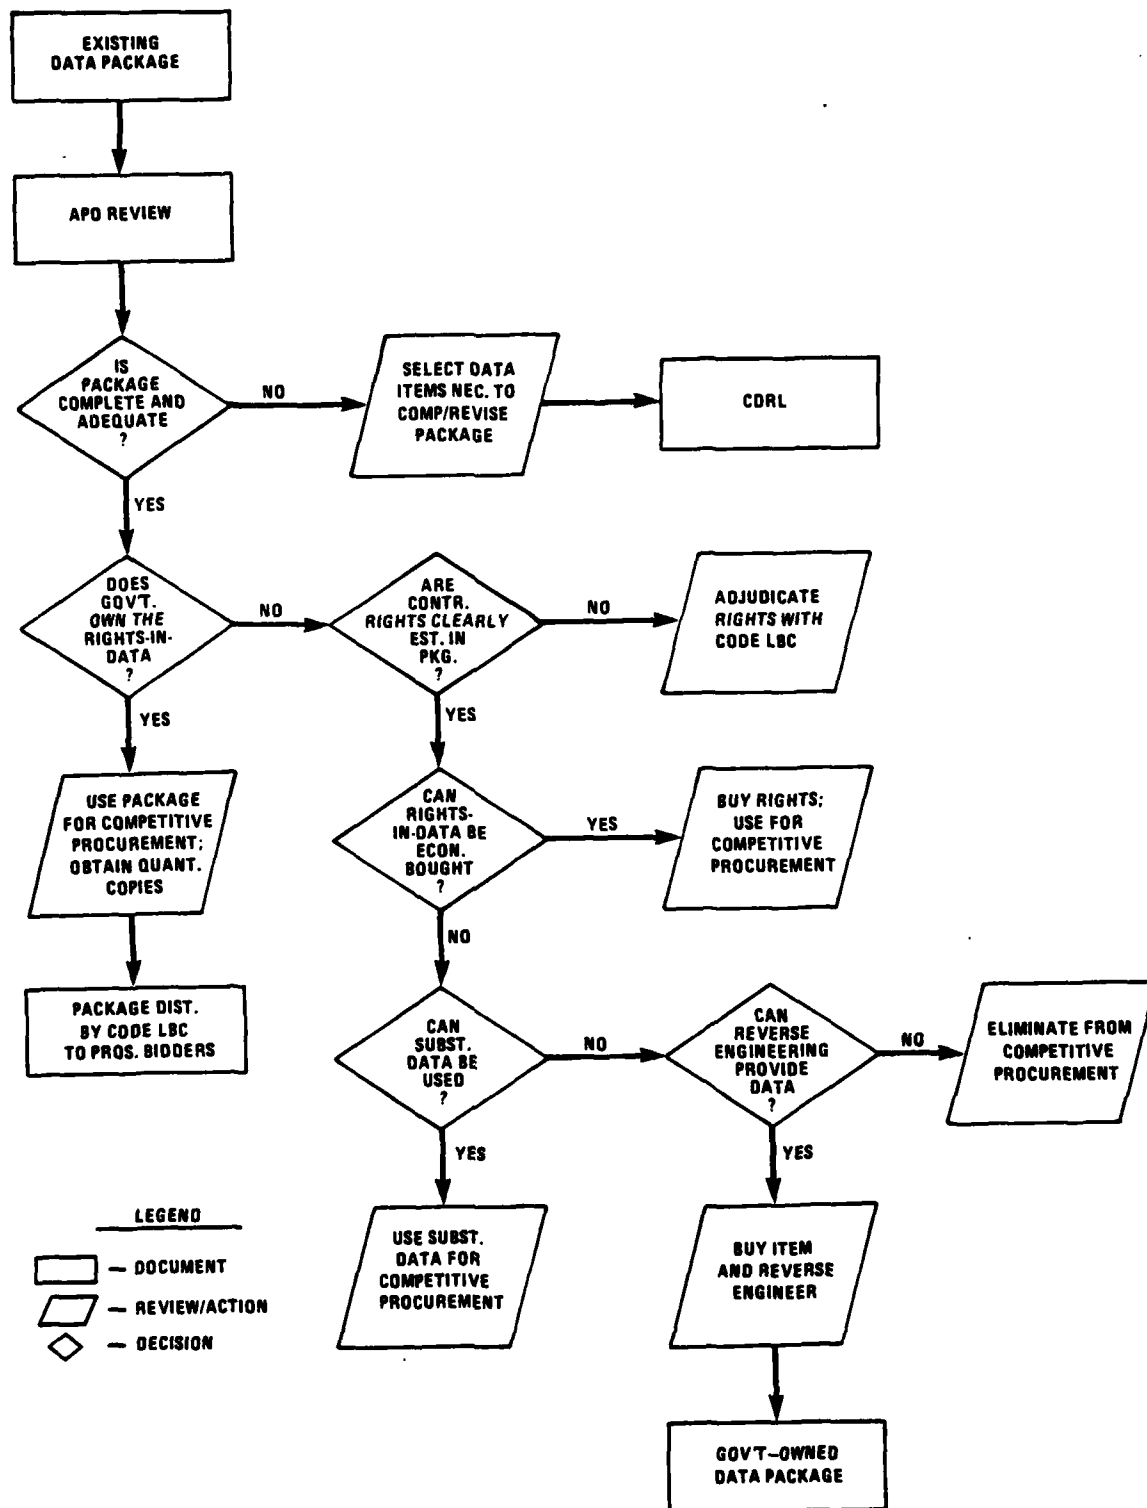 EXISTING
DATA PACKAGE
APO REVIEW
IS
PACKAGE
COMPLETE AND
ADEQUATE
?
NO
SELECT DATA
ITEMS NEC. TO
COMP/REVISE
PACKAGE
CDRL
YES
DOES
GOV'T.
OWN THE
RIGHTS-IN-
DATA
?
NO
ARE
CONTR.
RIGHTS CLEARLY
EST. IN
PKG.
?
NO
ADJUDICATE
RIGHTS WITH
CODE LBC
YES
YES
USE PACKAGE
FOR COMPETITIVE
PROCUREMENT;
OBTAIN QUANT.
COPIES
CAN
RIGHTS-
IN-DATA BE
ECON.
BOUGHT
?
YES
BUY RIGHTS;
USE FOR
COMPETITIVE
PROCUREMENT
NO
PACKAGE DIST.
BY CODE LBC
TO PROS. BIDDERS
CAN
SUBST.
DATA BE
USED
?
NO
CAN
REVERSE
ENGINEERING
PROVIDE
DATA
?
NO
ELIMINATE FROM
COMPETITIVE
PROCUREMENT
YES
YES
USE SUBST.
DATA FOR
COMPETITIVE
PROCUREMENT
BUY ITEM
AND REVERSE
ENGINEER
GOV'T-OWNED
DATA PACKAGE
LEGEND
— DOCUMENT
— REVIEW/ACTION
— DECISION